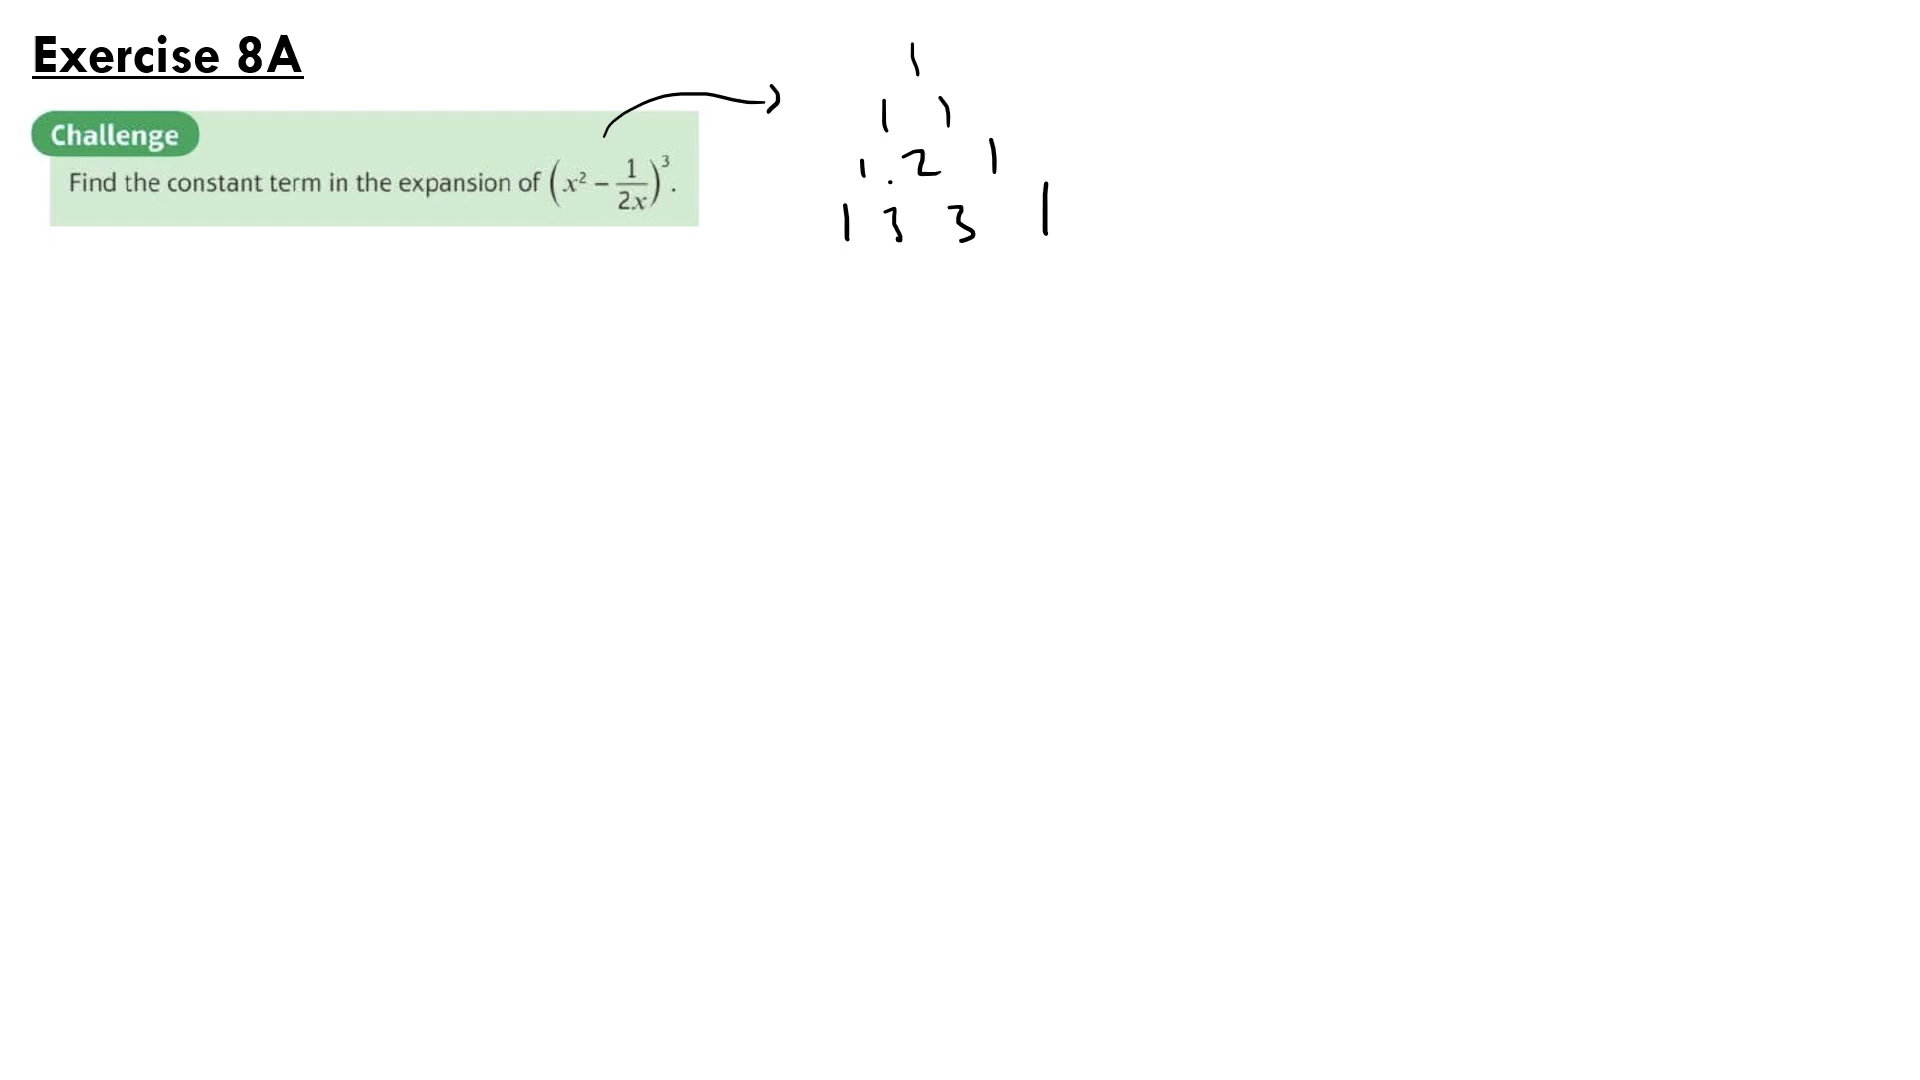 Exercise 8A
Challenge
Find the constant term in the expansion of (x² − 1/2x)³.
1
1 1
1 . 2 1
1 3 3 1